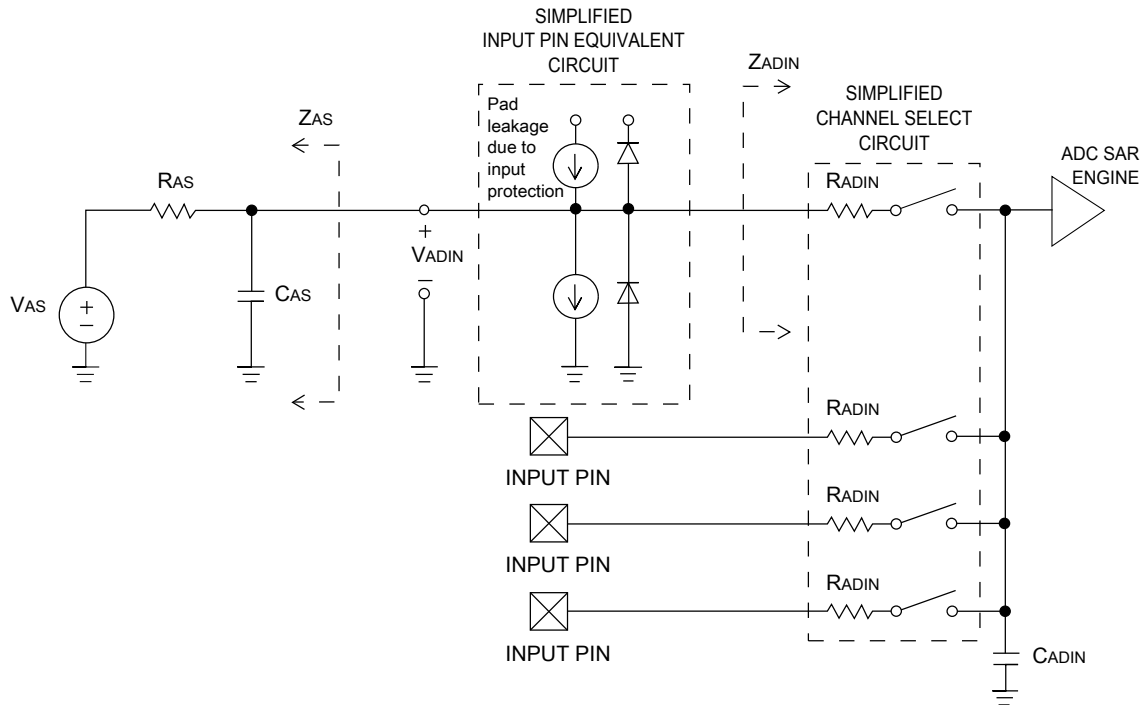 SIMPLIFIED
INPUT PIN EQUIVALENT
CIRCUIT
Pad
leakage
due to
input
protection
ZAS
RAS
VAS
+
-
CAS
+
VADIN
-
ZADIN
SIMPLIFIED
CHANNEL SELECT
CIRCUIT
RADIN
ADC SAR
ENGINE
RADIN
INPUT PIN
RADIN
INPUT PIN
RADIN
INPUT PIN
CADIN